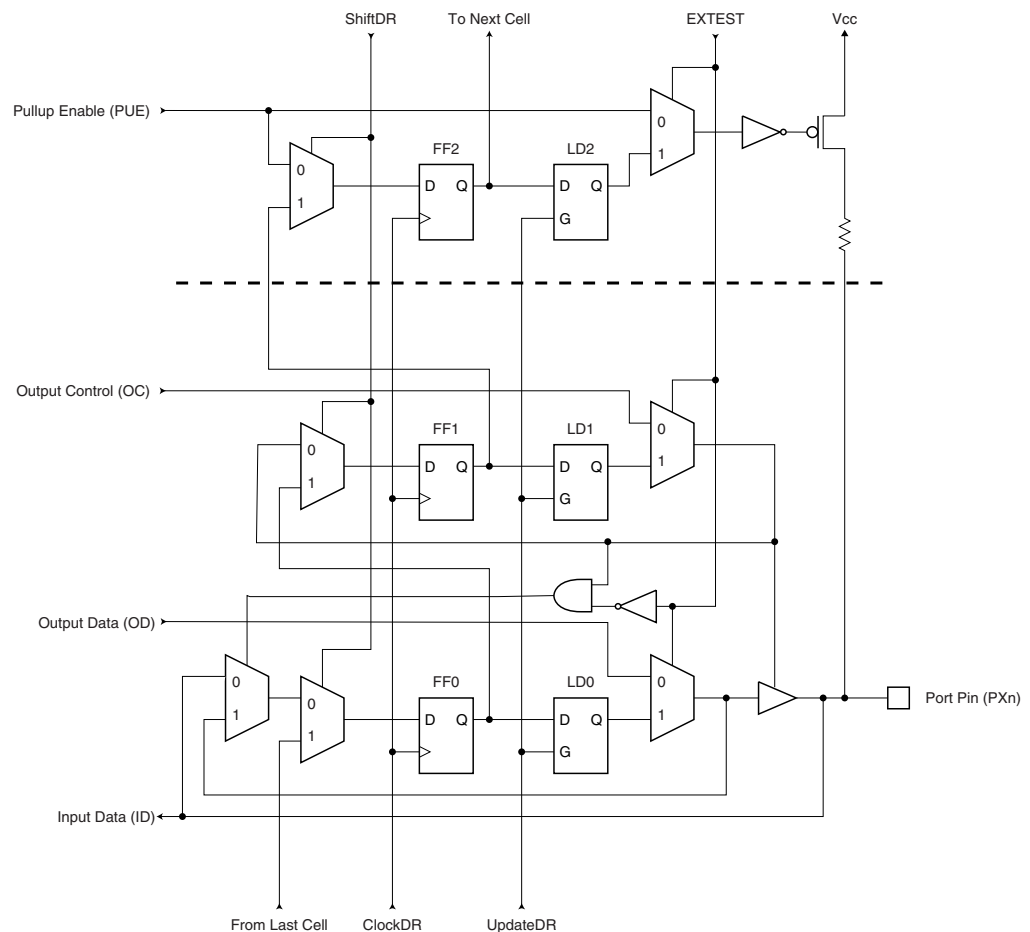 ShiftDR To Next Cell EXTEST Vcc
Pullup Enable (PUE)
0
1
FF2
D Q
LD2
D Q
G
0
1
Output Control (OC)
0
1
FF1
D Q
LD1
D Q
G
0
1
Output Data (OD)
0
1
0
1
FF0
D Q
LD0
D Q
G
0
1
Port Pin (PXn)
Input Data (ID)
From Last Cell ClockDR UpdateDR